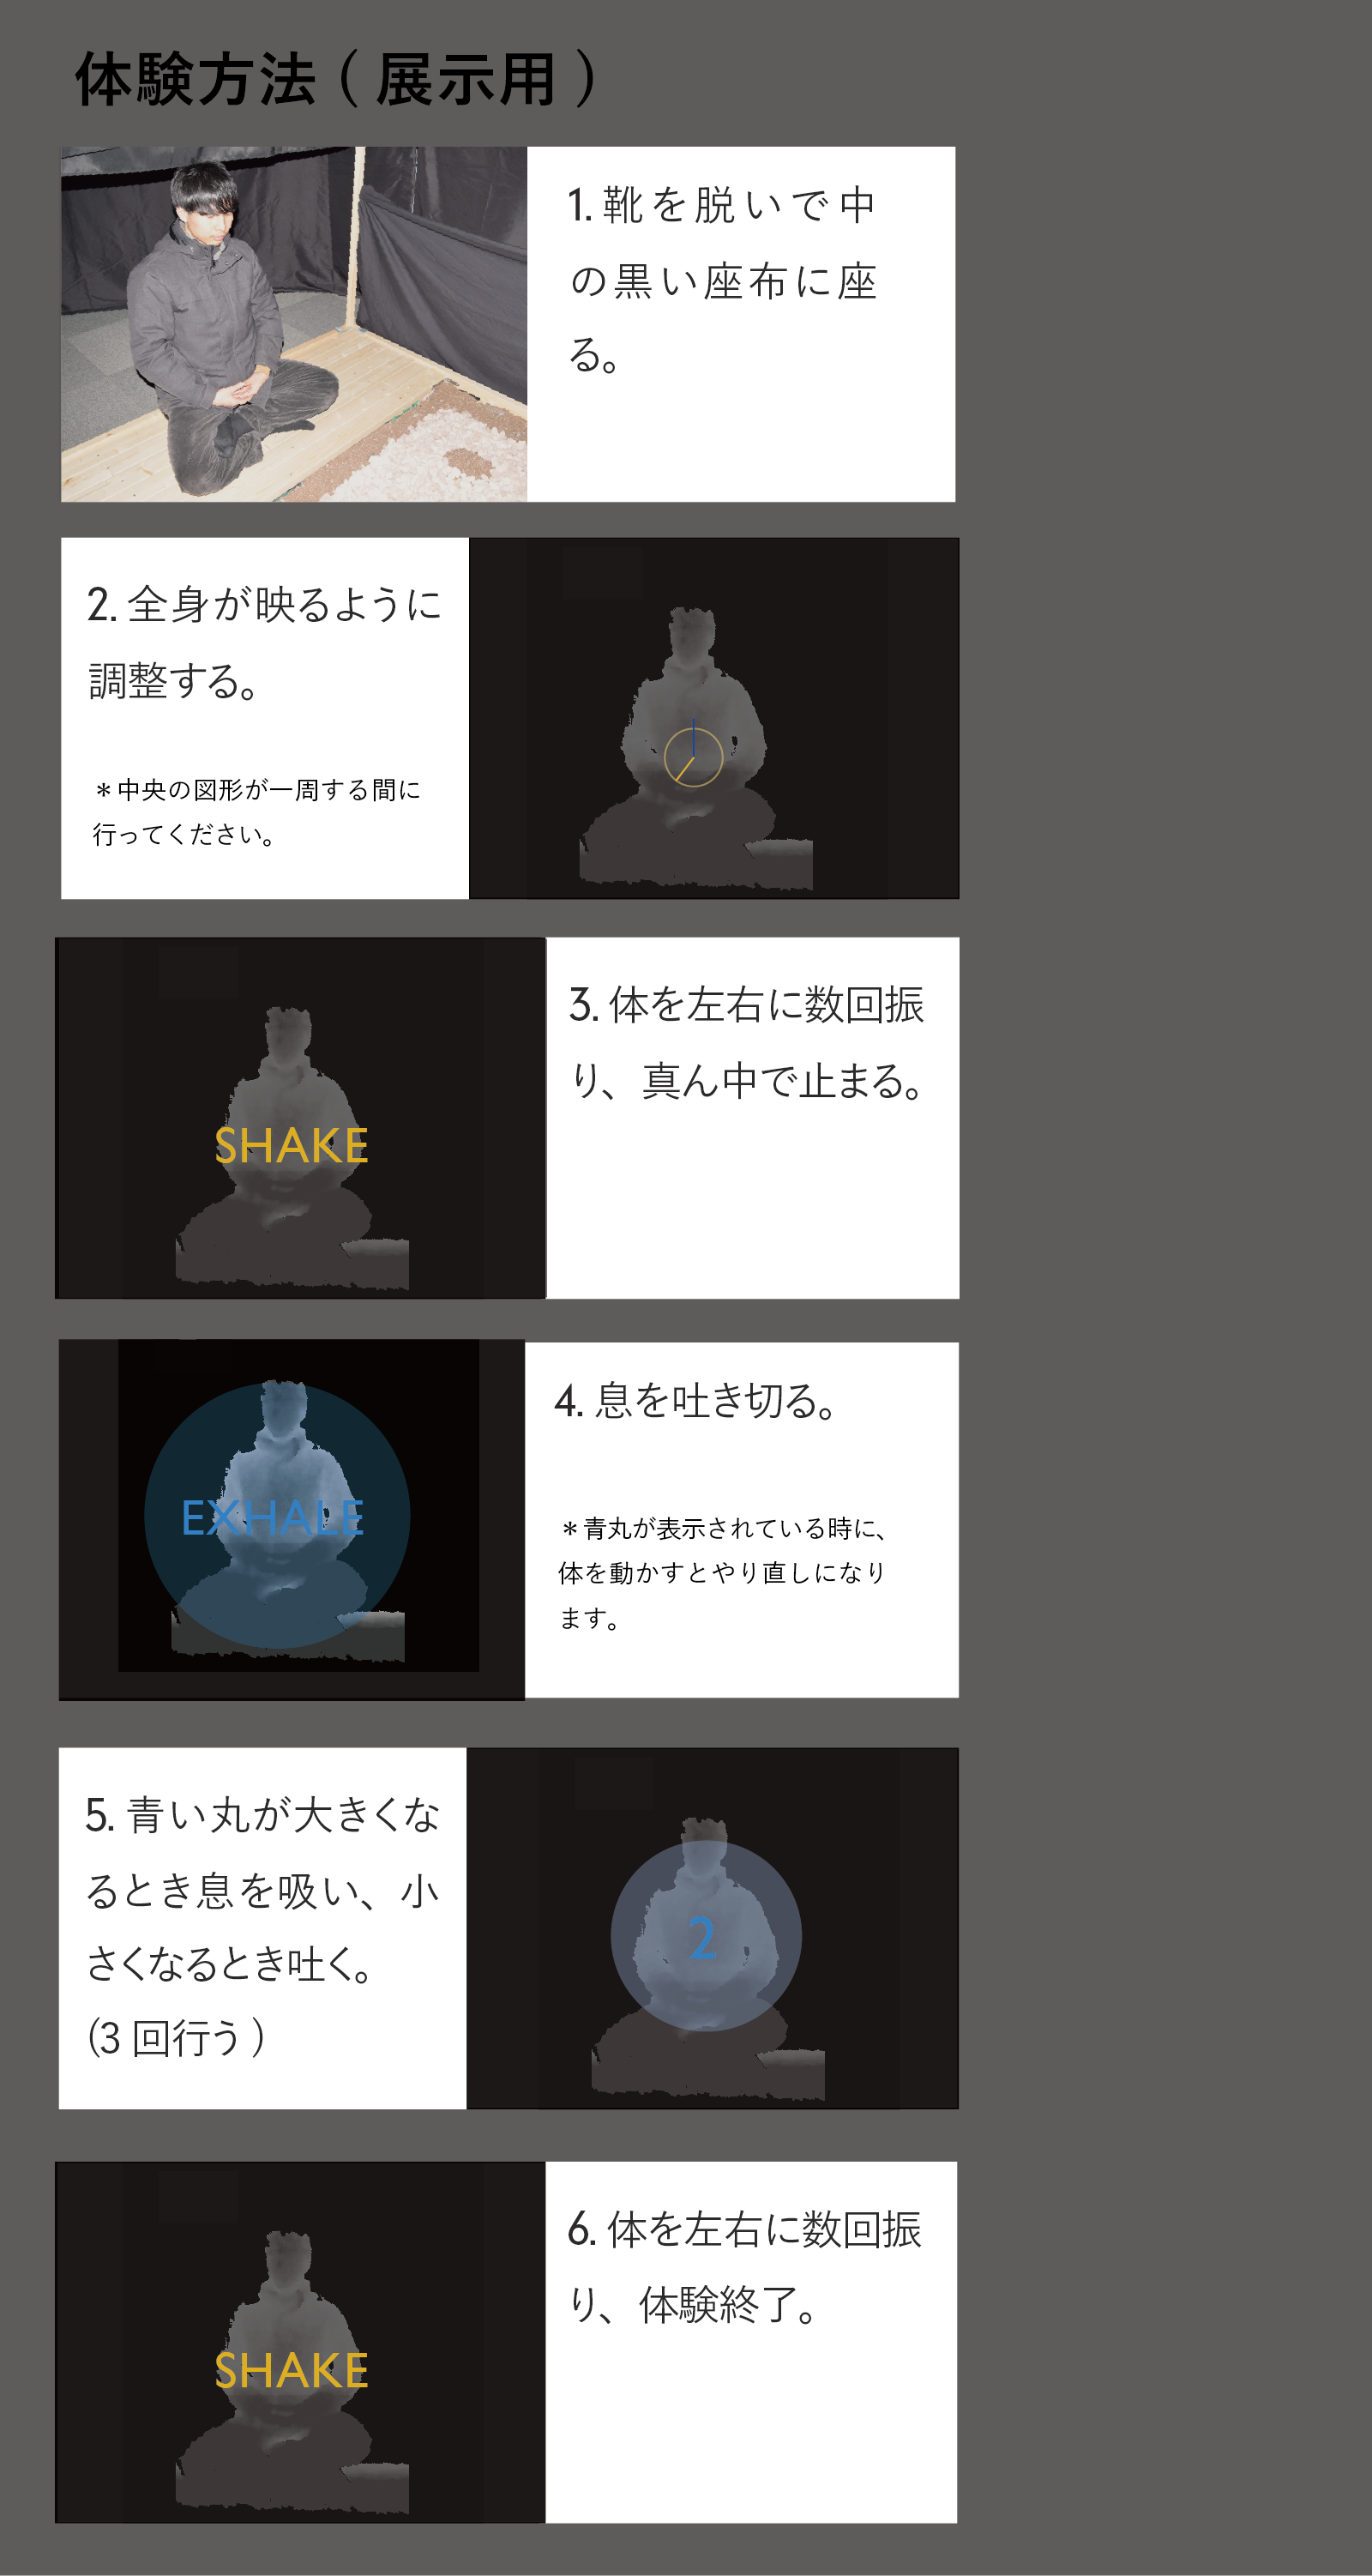 体験方法(展示用)
1. 靴を脱いで中
の黒い座布に座
る。
2. 全身が映るように
調整する。
＊中央の図形が一周する間に
行ってください。
SHAKE
3. 体を左右に数回振
り、真ん中で止まる。
EXHALE
4. 息を吐き切る。
＊青丸が表示されている時に、
体を動かすとやり直しになり
ます。
5. 青い丸が大きくな
るとき息を吸い、小
さくなるとき吐く。
(3 回行う)
2
SHAKE
6. 体を左右に数回振
り、体験終了。